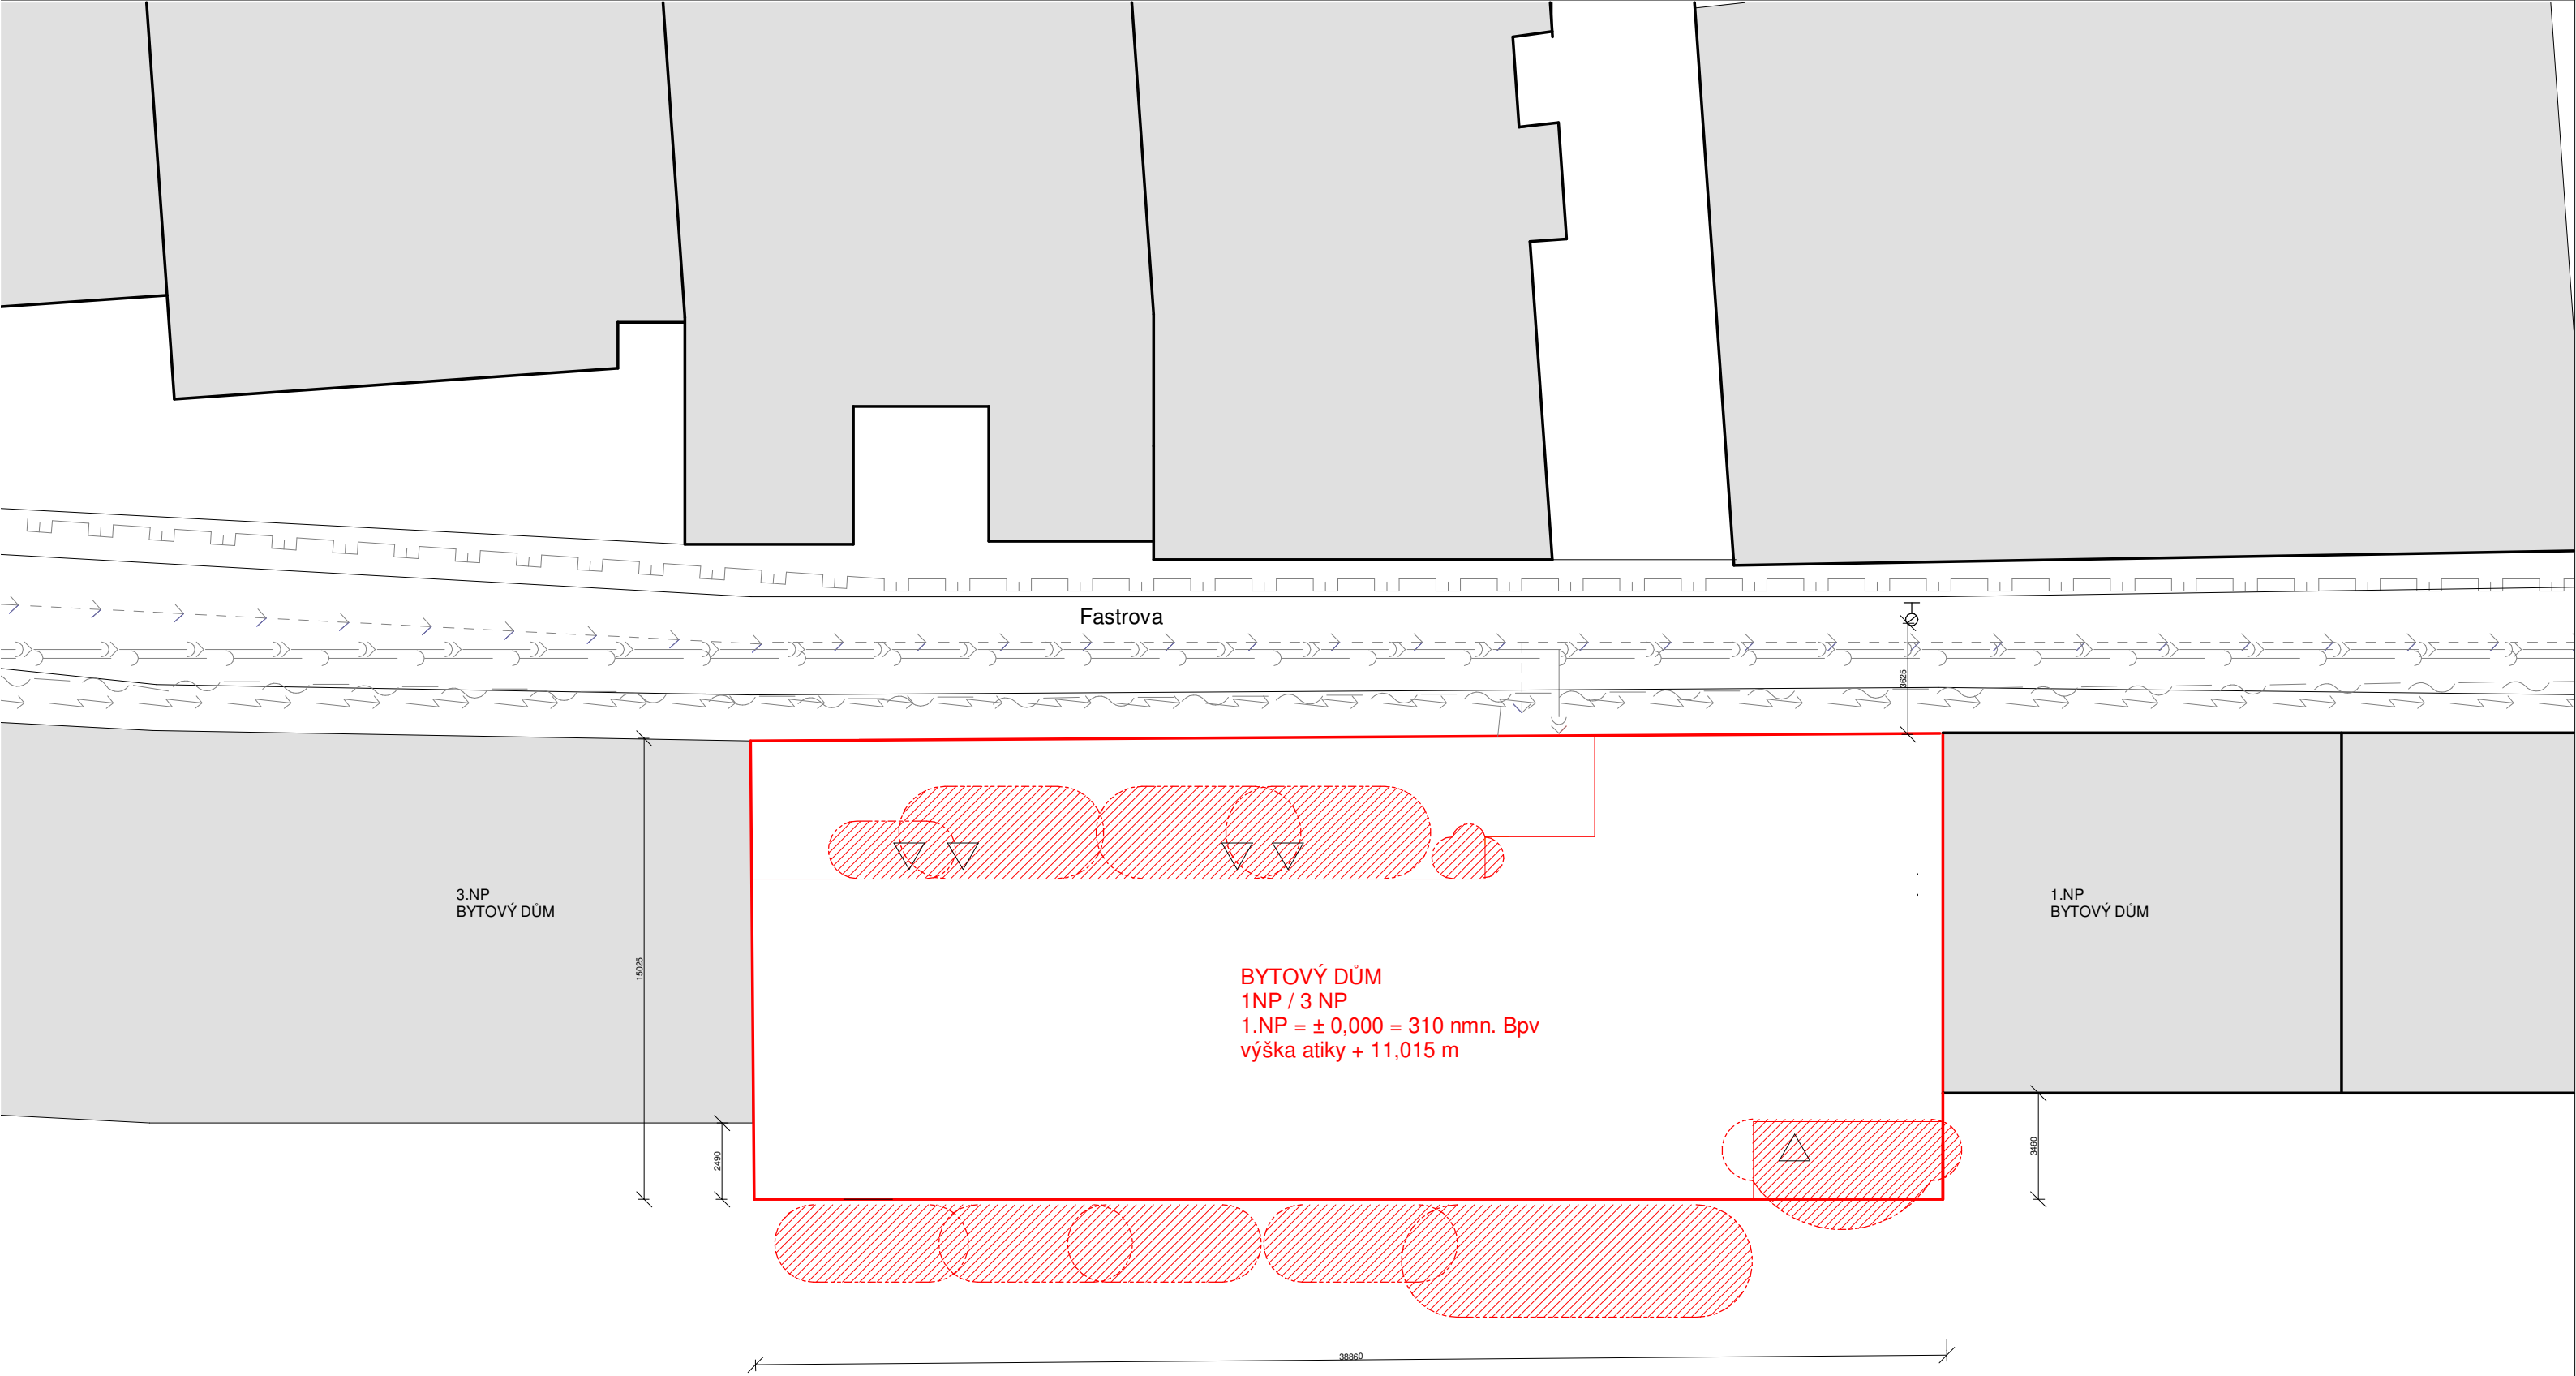 Fastrova
3625
3.NP
BYTOVÝ DŮM
1.NP
BYTOVÝ DŮM
15025
BYTOVÝ DŮM
1NP / 3 NP
1.NP = ± 0,000 = 310 nmn. Bpv
výška atiky + 11,015 m
2490
3460
38860